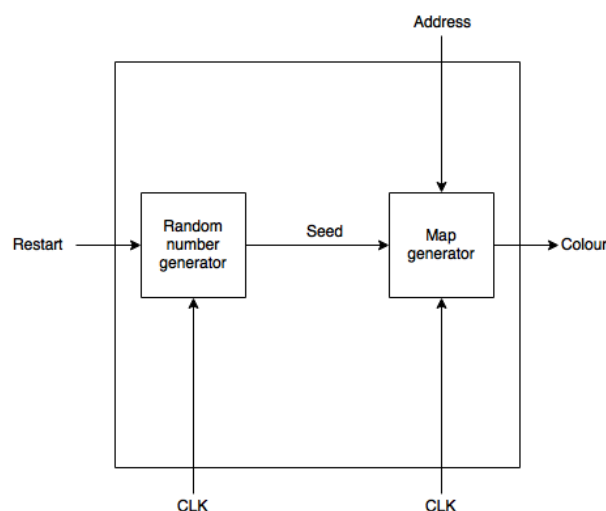 Address
Restart
Random
number
generator
Seed
Map
generator
Colour
CLK
CLK